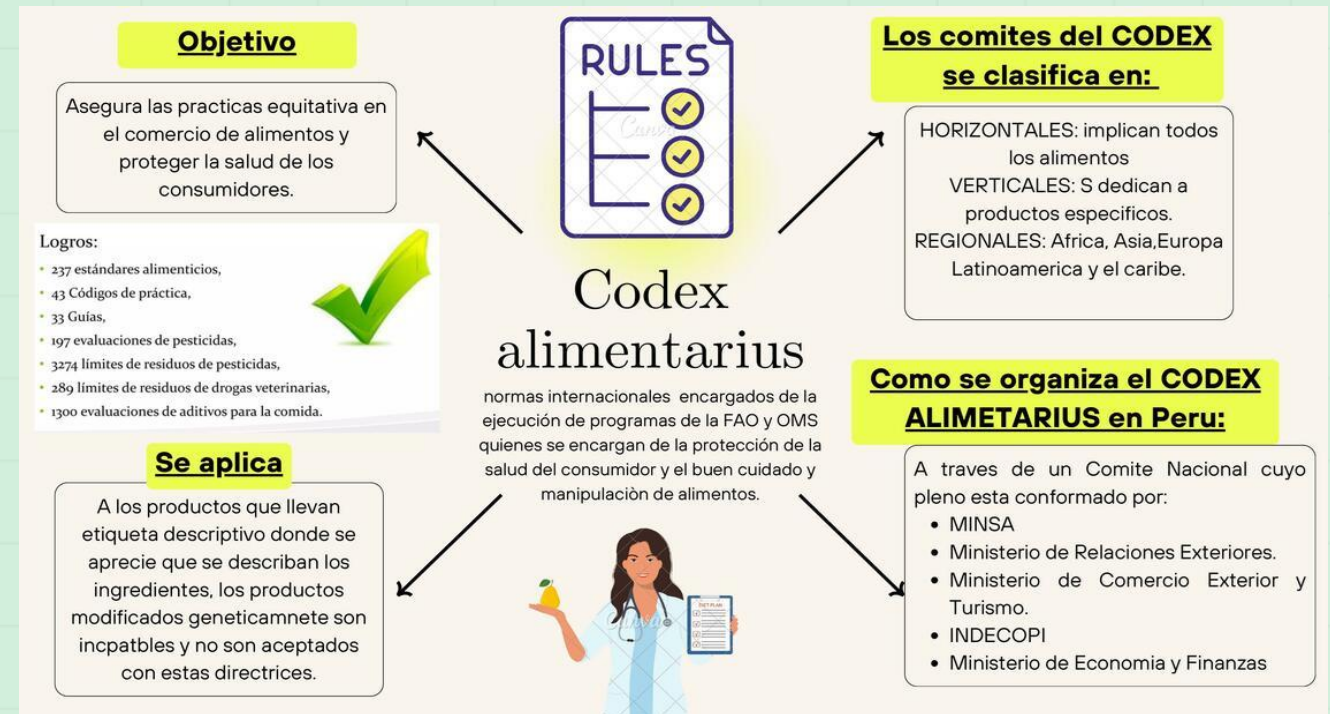 Objetivo
Asegura las practicas equitativa en
el comercio de alimentos y
proteger la salud de los
consumidores.
Logros:
• 237 estándares alimenticios,
• 43 Códigos de práctica,
• 33 Guías,
• 197 evaluaciones de pesticidas,
• 3274 límites de residuos de pesticidas,
• 289 límites de residuos de drogas veterinarias,
• 1300 evaluaciones de aditivos para la comida.
Se aplica
A los productos que llevan
etiqueta descriptivo donde se
aprecie que se describan los
ingredientes, los productos
modificados geneticamnete son
incpatbles y no son aceptados
con estas directrices.
RULES
Canva
Codex
alimentarius
normas internacionales encargados de la
ejecución de programas de la FAO y OMS
quienes se encargan de la protección de la
salud del consumidor y el buen cuidado y
manipulaciòn de alimentos.
DIET PLAN
Canva
Los comites del CODEX
se clasifica en:
HORIZONTALES: implican todos
los alimentos
VERTICALES: S dedican a
productos especificos.
REGIONALES: Africa, Asia,Europa
Latinoamerica y el caribe.
Como se organiza el CODEX
ALIMETARIUS en Peru:
A traves de un Comite Nacional cuyo
pleno esta conformado por:
• MINSA
• Ministerio de Relaciones Exteriores.
• Ministerio de Comercio Exterior y
Turismo.
• INDECOPI
• Ministerio de Economia y Finanzas